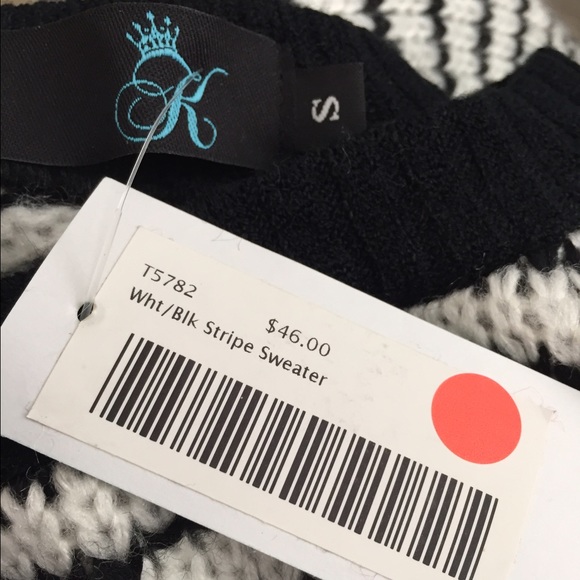 K
S
T5782
$46.00
Wht/Blk Stripe Sweater